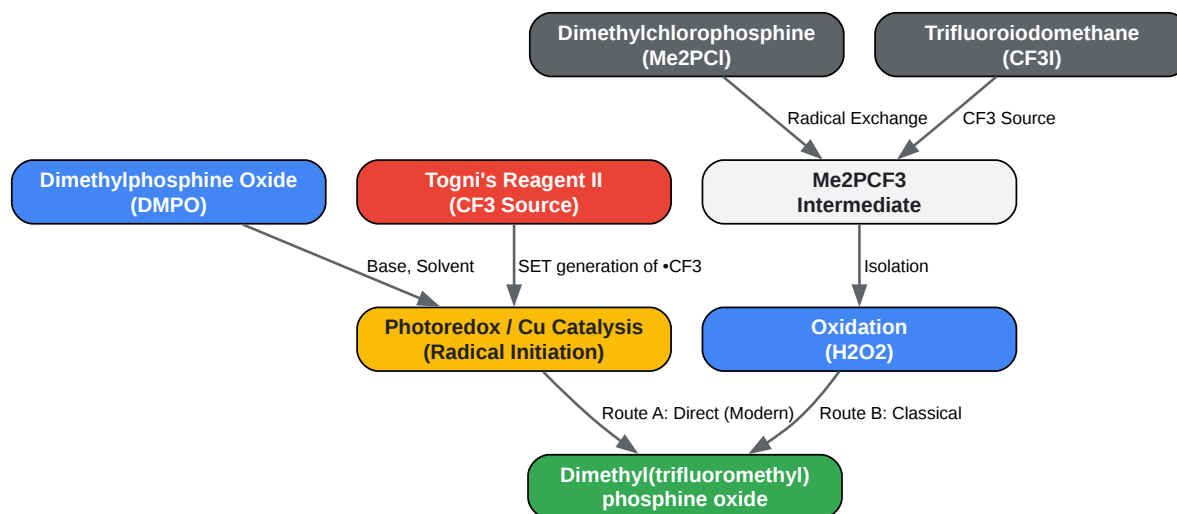 Dimethylchlorophosphine
(Me2PCl)
Trifluoroiodomethane
(CF3I)
Radical Exchange
CF3 Source
Dimethylphosphine Oxide
(DMPO)
Togni's Reagent II
(CF3 Source)
Me2PCF3
Intermediate
Base, Solvent
SET generation of •CF3
Isolation
Photoredox / Cu Catalysis
(Radical Initiation)
Oxidation
(H2O2)
Route A: Direct (Modern)
Route B: Classical
Dimethyl(trifluoromethyl)
phosphine oxide